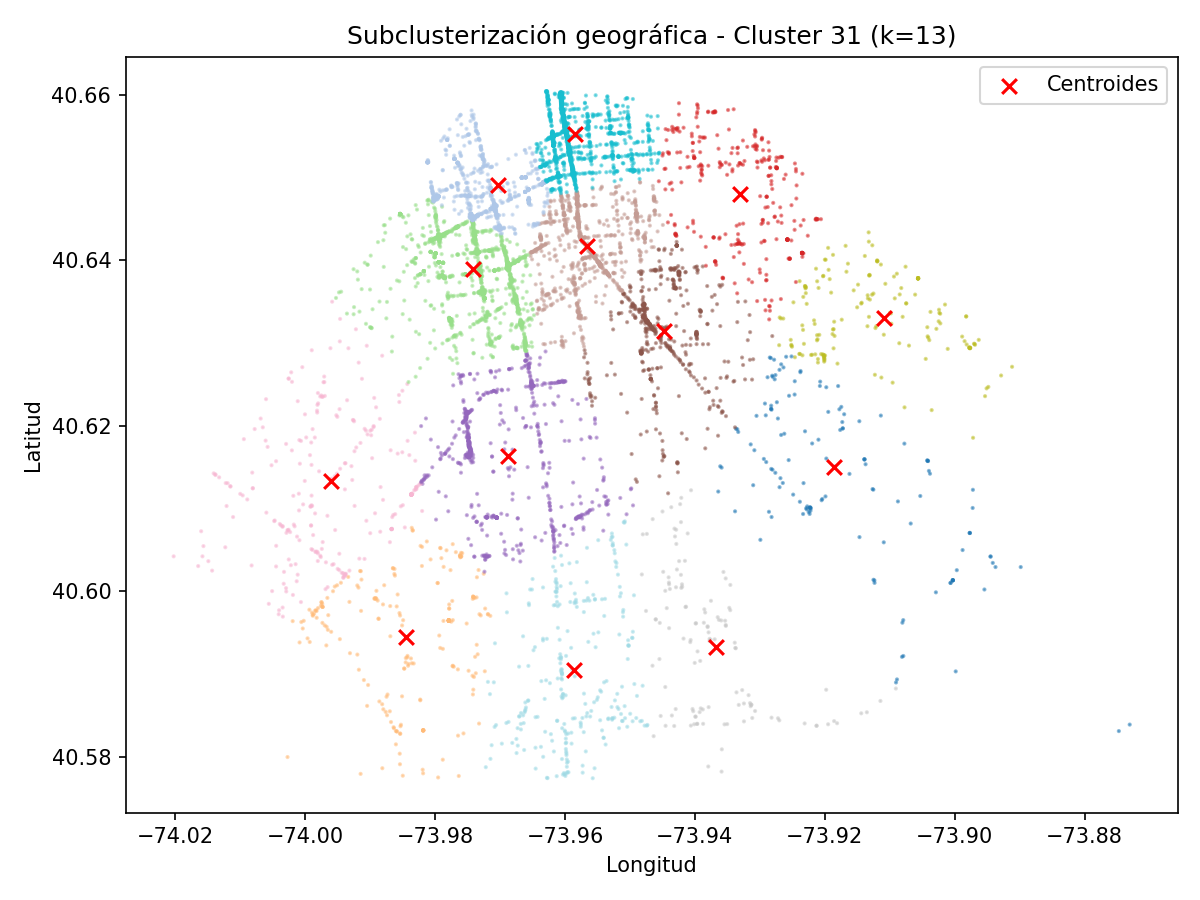 Subclusterización geográfica - Cluster 31 (k=13)
Centroides
40.66
40.64
40.62
40.60
40.58
Latitud
−74.02 −74.00 −73.98 −73.96 −73.94 −73.92 −73.90 −73.88
Longitud